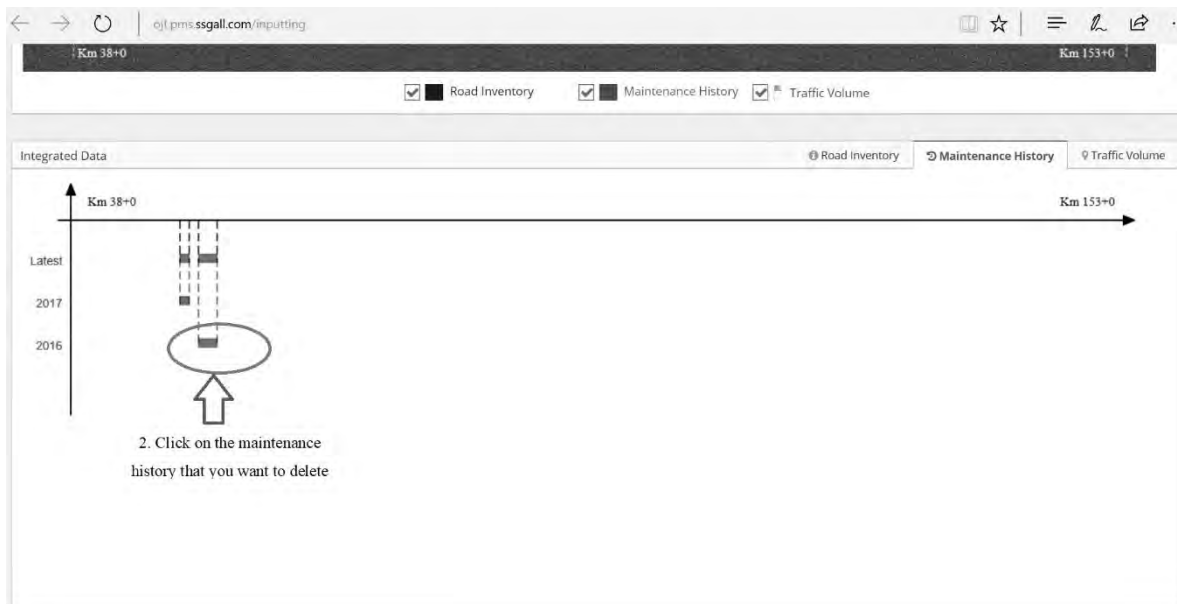 ojt.pms.ssgall.com/inputting
Km 38+0 Km 153+0
Road Inventory Maintenance History Traffic Volume
Integrated Data Road Inventory Maintenance History Traffic Volume
Km 38+0 Km 153+0
Latest
2017
2016
2. Click on the maintenance
history that you want to delete